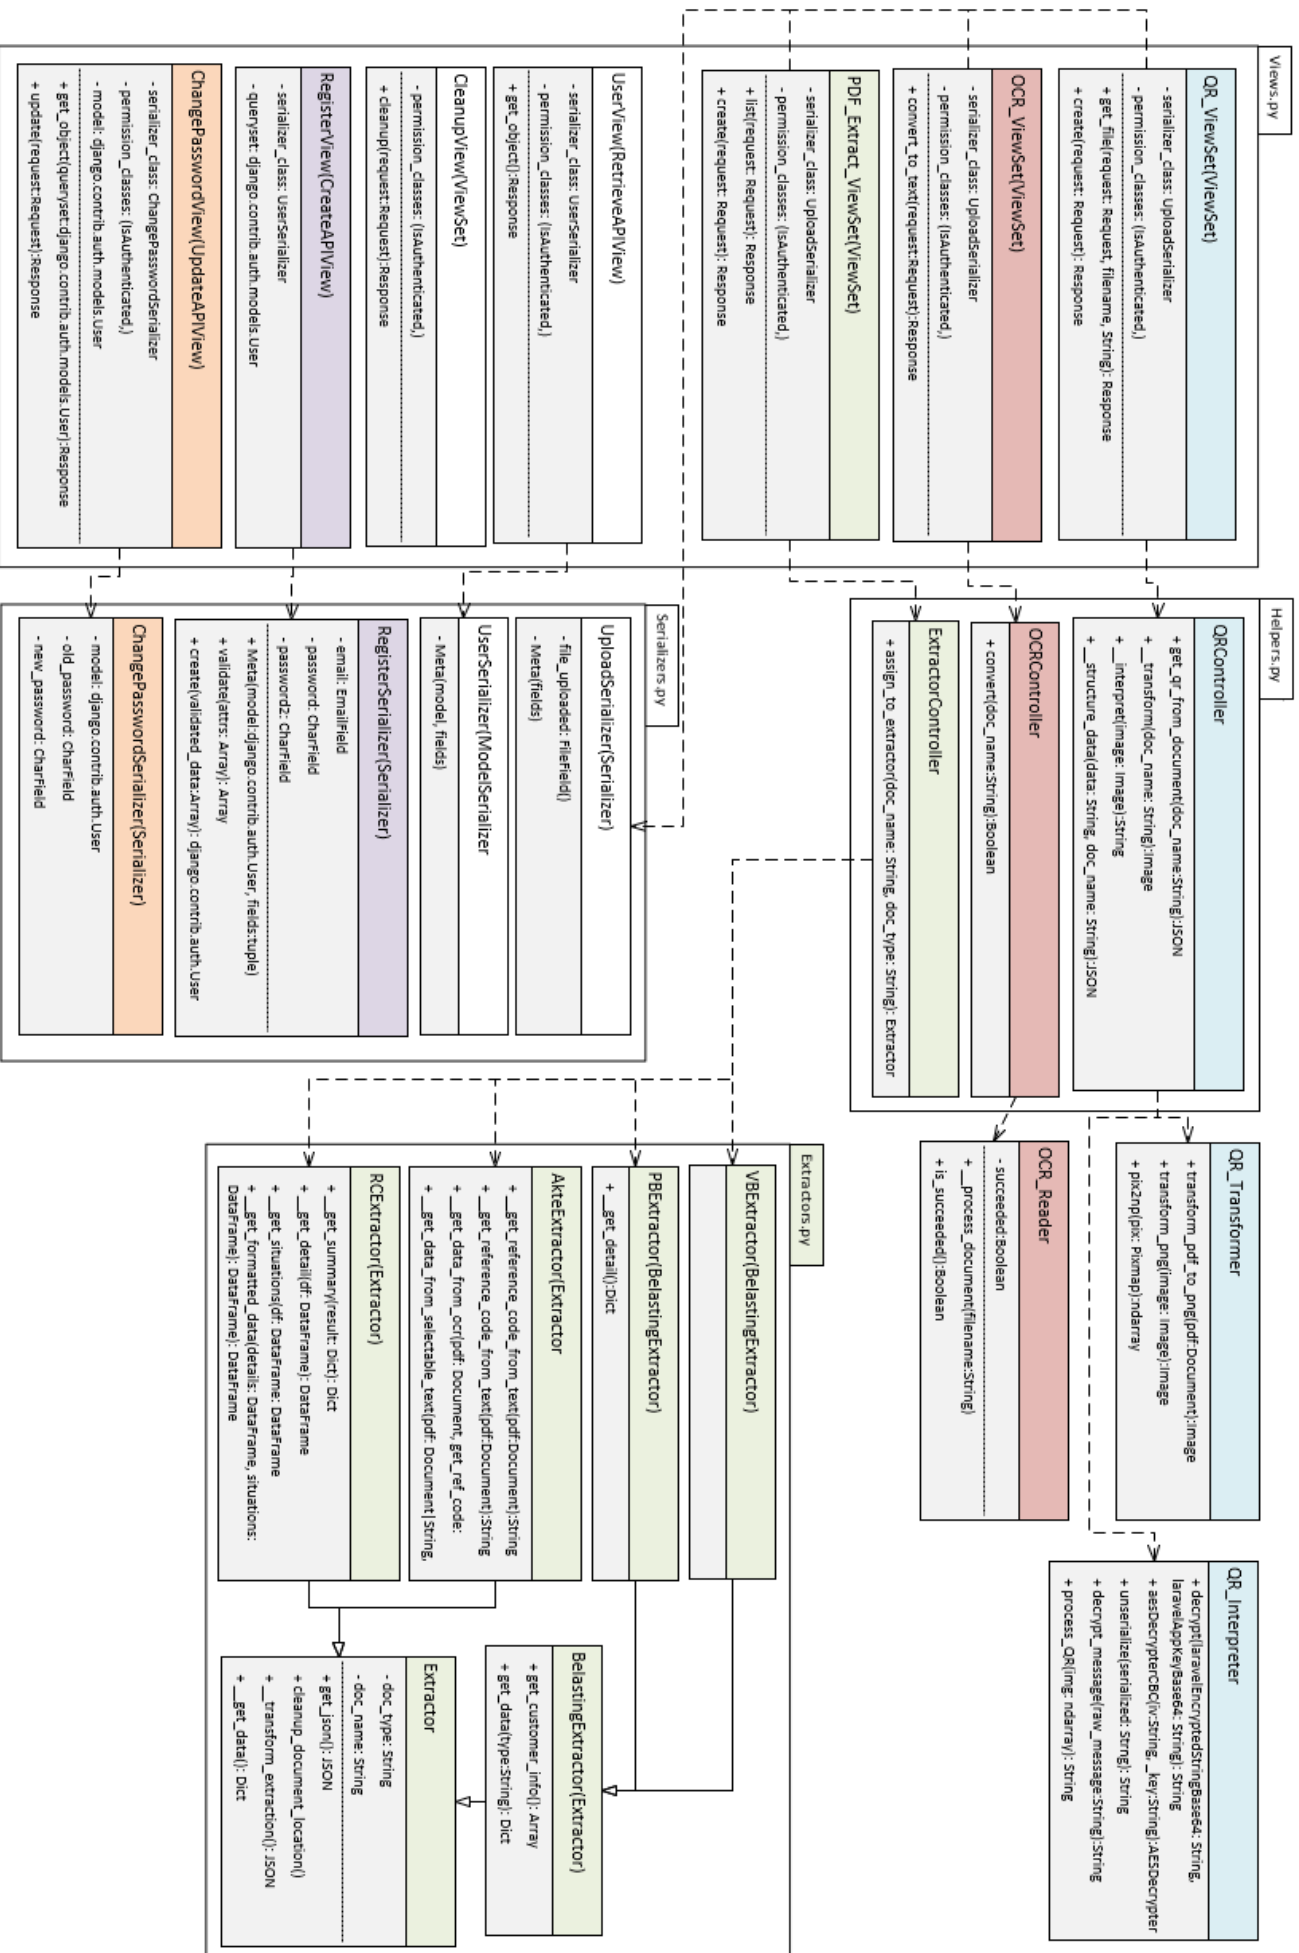 Views.py
QR_ViewSet(ViewSet)
- serializer_class: UploadSerializer
- permission_classes: (IsAuthenticated,)
+ get_file(request: Request, filename, String): Response
+ create(request: Request): Response
OCR_ViewSet(ViewSet)
- serializer_class: UploadSerializer
- permission_classes: (IsAuthenticated,)
+ convert_to_text(request:Request):Response
PDF_Extract_ViewSet(ViewSet)
- serializer_class: UploadSerializer
- permission_classes: (IsAuthenticated,)
+ list(request: Request): Response
+ create(request: Request): Response
UserView(RetrieveAPIView)
- serializer_class: UserSerializer
- permission_classes: (IsAuthenticated,)
+ get_object():Response
CleanupView(ViewSet)
- permission_classes: (IsAuthenticated,)
+ cleanup(request:Request):Response
RegisterView(CreateAPIView)
- serializer_class: UserSerializer
- queryset: django.contrib.auth.models.User
ChangePasswordView(UpdateAPIView)
- serializer_class: ChangePasswordSerializer
- permission_classes: (IsAuthenticated,)
- model: django.contrib.auth.models.User
+ get_object(queryset:django.contrib.auth.models.User):Response
+ update(request:Request):Response
Helpers.py
QRController
+ get_qr_from_document(doc_name:String):JSON
+ __transform(doc_name: String):Image
+ __interpret(image: Image):String
+ __structure_data(data: String, doc_name: String):JSON
OCRController
+ convert(doc_name:String):Boolean
ExtractorController
+ assign_to_extractor(doc_name: String, doc_type: String): Extractor
Serializers.py
UploadSerializer(Serializer)
- file_uploaded: FileField()
- Meta(fields)
UserSerializer(ModelSerializer
- Meta(model, fields)
RegisterSerializer(Serializer)
- email: EmailField
- password: CharField
- password2: CharField
+ Meta(model:django.contrib.auth.User, fields:tuple)
+ validate(attrs: Array): Array
+ create(validated_data:Array): django.contrib.auth.User
ChangePasswordSerializer(Serializer)
- model: django.contrib.auth.User
- old_password: CharField
- new_password: CharField
QR_Transformer
+ transform_pdf_to_png(pdf:Document):Image
+ transform_png(image: Image):Image
+ pix2np(pix: Pixmap):ndarray
OCR_Reader
- succeeded:Boolean
+ __process_document(filename:String)
+ is_succeeded():Boolean
QR_Interpreter
+ decrypt(laravelEncryptedStringBase64: String,
laravelAppKeyBase64: String): String
+ aesDecrypterCBC(iv:String, _key:String):AESDecrypter
+ unserialize(serialized: Strng): String
+ decrypt_message(raw_message:String):String
+ process_QR(img: ndarray): String
Extractors.py
VBExtractor(BelastingExtractor)
PBExtractor(BelastingExtractor)
+ __get_detail():Dict
AkteExtractor(Extractor
+ __get_reference_code_from_text(pdf:Document):String
+ __get_reference_code_from_text(pdf:Document):String
+ __get_data_from_ocr(pdf: Document, get_ref_code:
+ __get_data_from_selectable_text(pdf: Document|String,
RCExtractor(Extractor)
+ __get_summary(result: Dict): Dict
+ __get_detail(df: DataFrame): DataFrame
+ __get_situations(df: DataFrame: DataFrame
+ __get_formatted_data(details: DataFrame, situations:
DataFrame): DataFrame
BelastingExtractor(Extractor)
+ get_customer_info(): Array
+ get_data(type:String): Dict
Extractor
- doc_type: String
- doc_name: String
+ get_json(): JSON
+ cleanup_document_location()
+ __transform_extraction(): JSON
+ __get_data(): Dict